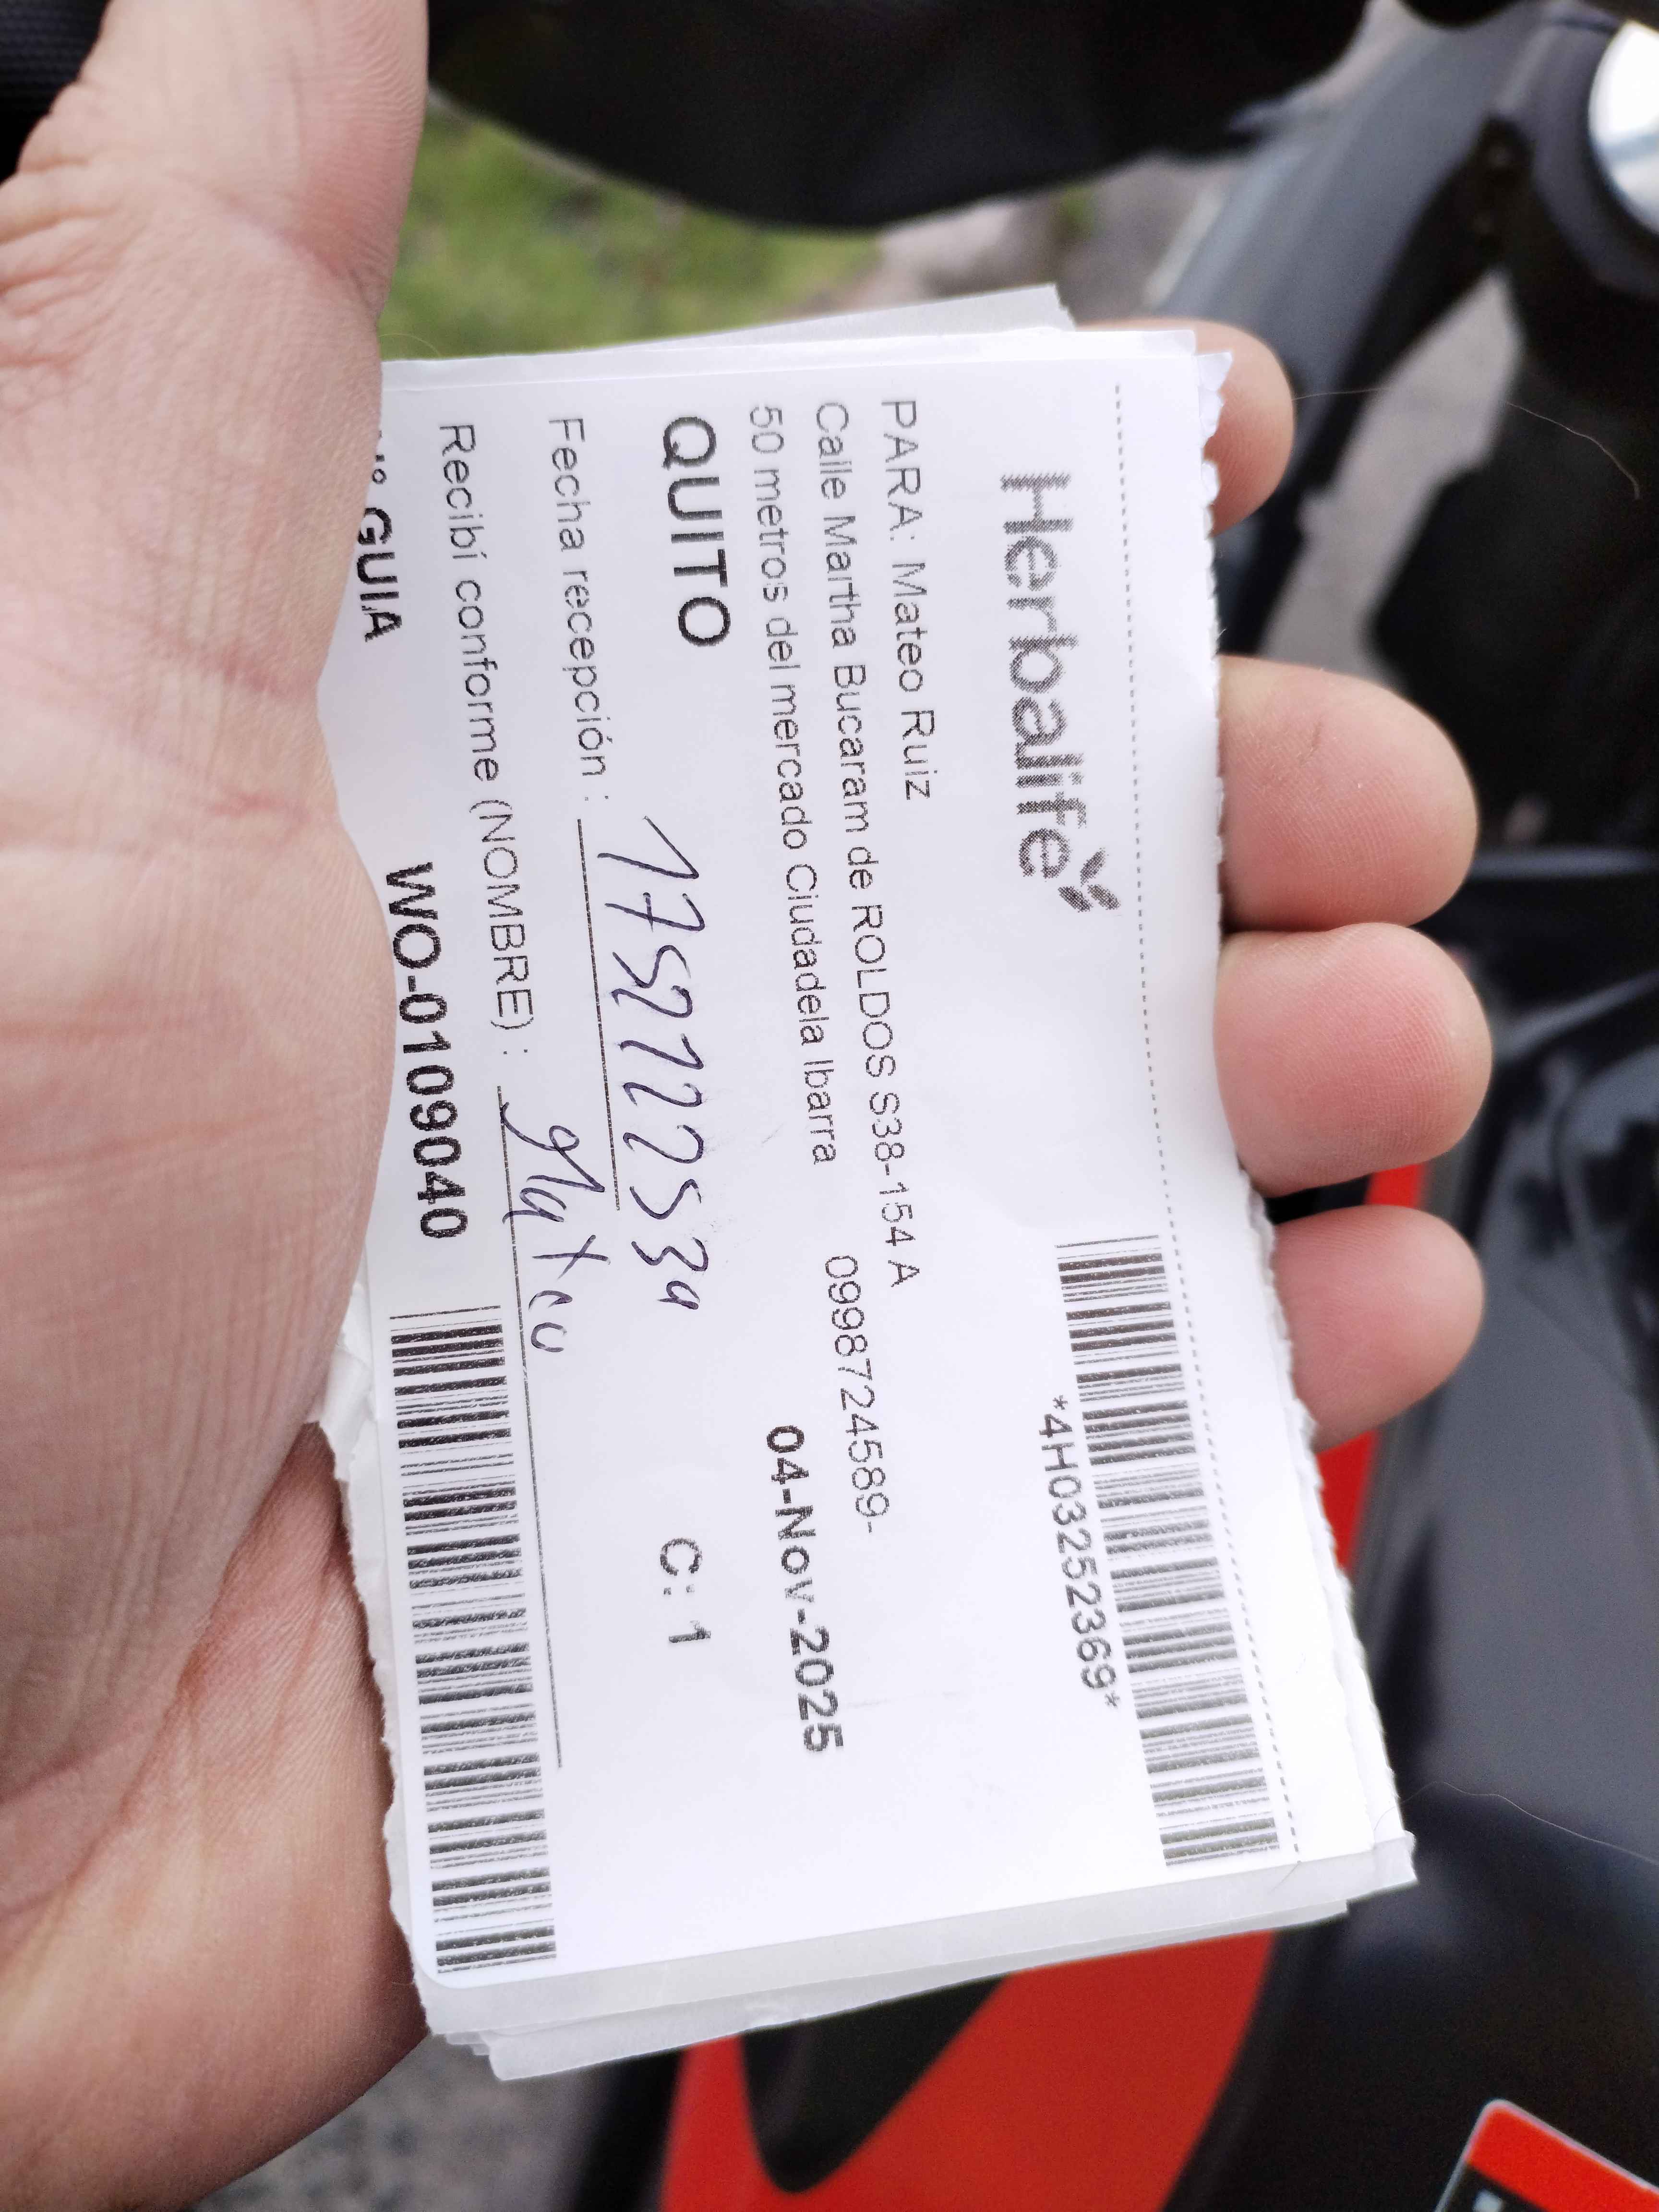 Herbalife
*4H03252369*
PARA: Mateo Ruiz
Calle Martha Bucaram de ROLDOS S38-154 A
50 metros del mercado Ciudadela Ibarra 0998724589-
QUITO 04-Nov-2025
Fecha recepción : C: 1
Recibí conforme (NOMBRE) : Mateo
GUIA WO-0109040